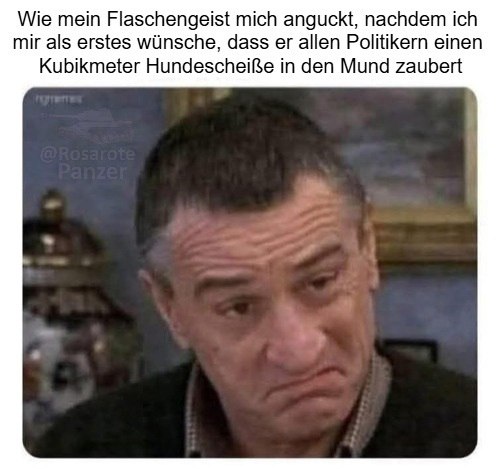 Wie mein Flaschengeist mich anguckt, nachdem ich
mir als erstes wünsche, dass er allen Politikern einen
Kubikmeter Hundescheiße in den Mund zaubert
@Rosarote
Panzer